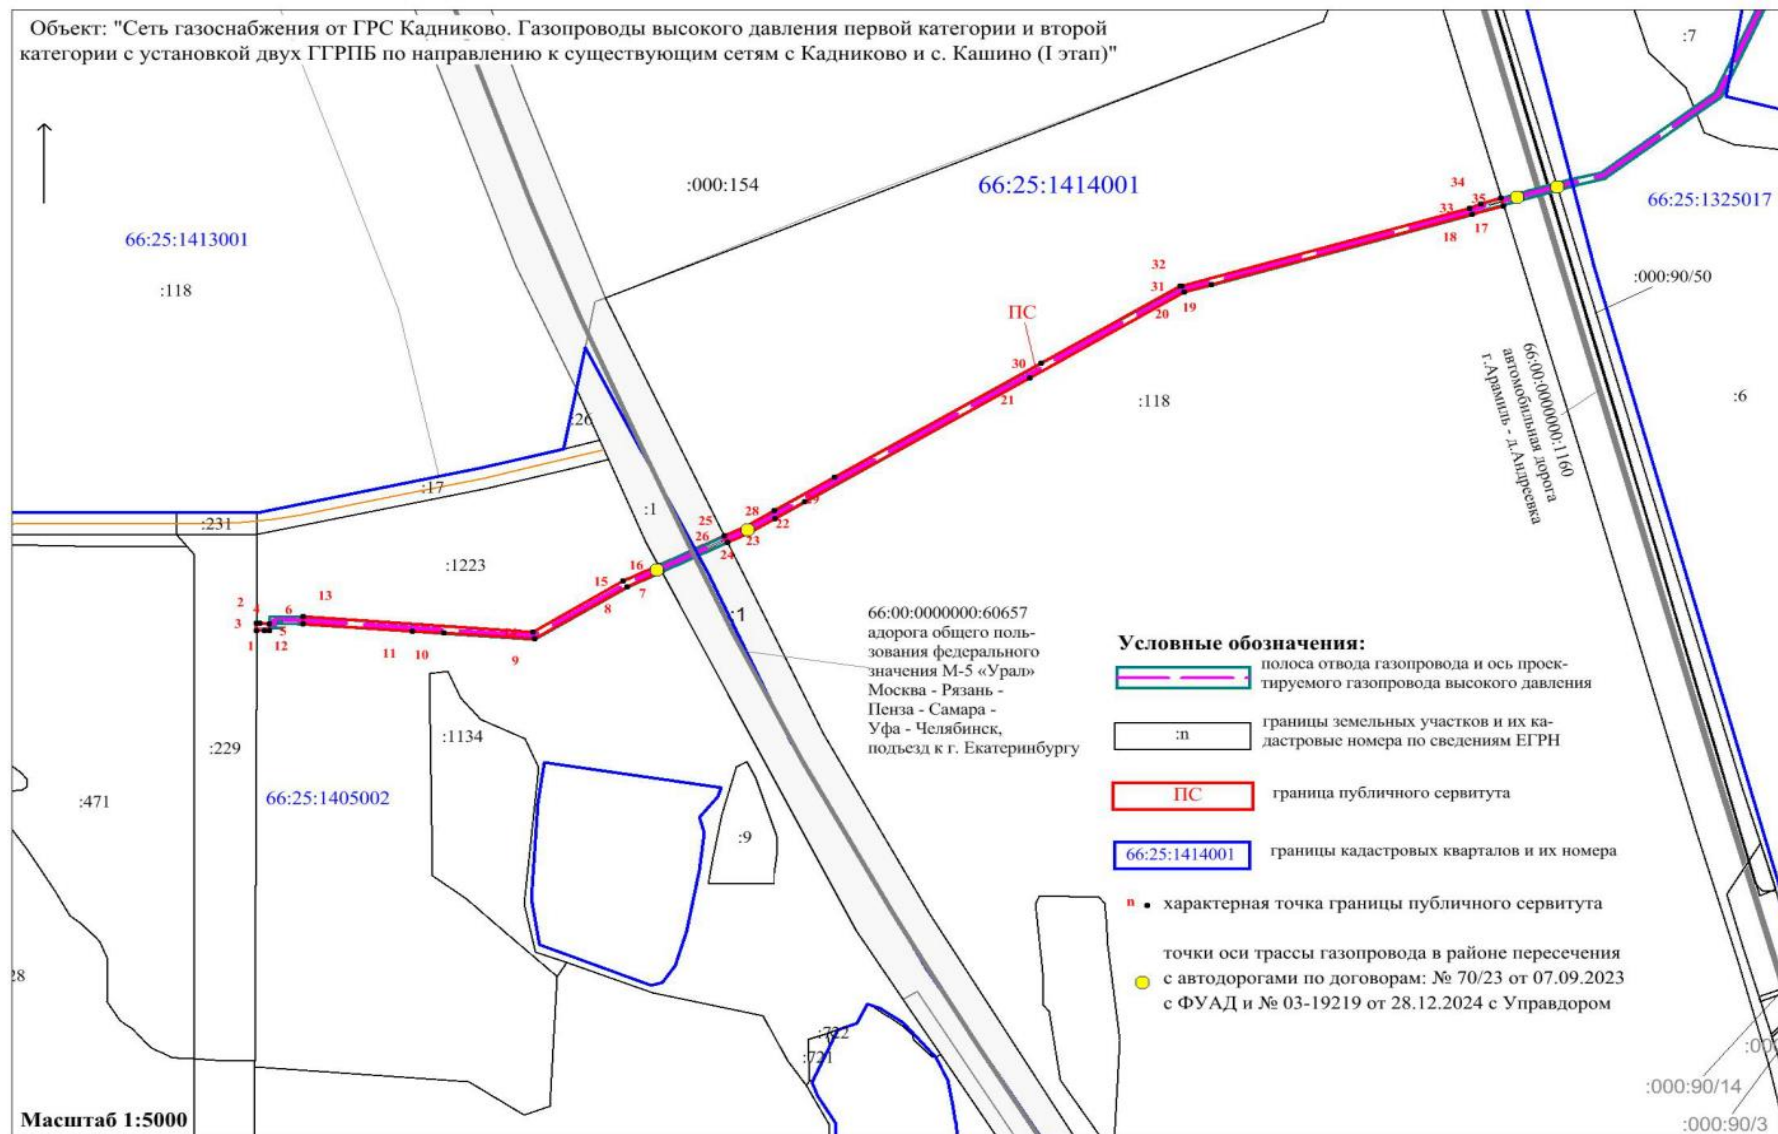 Объект: "Сеть газоснабжения от ГРС Кадниково. Газопроводы высокого давления первой категории и второй
категории с установкой двух ГГРПБ по направлению к существующим сетям с Кадниково и с. Кашино (I этап)"
:7
:000:154
66:25:1414001
34
35
33
17
18
66:25:1325017
66:25:1413001
:118
32
31
19
20
:000:90/50
ПС
30
21
:118
66:00:0000000:1160
автомобильная дорога
г.Арамиль - д.Андреевка
:6
:26
:17
:231
:1
29
28
22
25
26
23
24
:1223
16
15
7
8
2
4
6
13
3
5
1
12
11
10
9
:1
66:00:0000000:60657
адорога общего поль-
зования федерального
значения М-5 «Урал»
Москва - Рязань -
Пенза - Самара -
Уфа - Челябинск,
подъезд к г. Екатеринбургу
:229
:1134
:471
66:25:1405002
:9
:722
:721
Условные обозначения:
полоса отвода газопровода и ось проек-
тируемого газопровода высокого давления
:n
границы земельных участков и их ка-
дастровые номера по сведениям ЕГРН
ПС
граница публичного сервитута
66:25:1414001
границы кадастровых кварталов и их номера
n
характерная точка границы публичного сервитута
точки оси трассы газопровода в районе пересечения
с автодорогами по договорам: № 70/23 от 07.09.2023
с ФУАД и № 03-19219 от 28.12.2024 с Управдором
:000:90/14
:000:90/3
Масштаб 1:5000